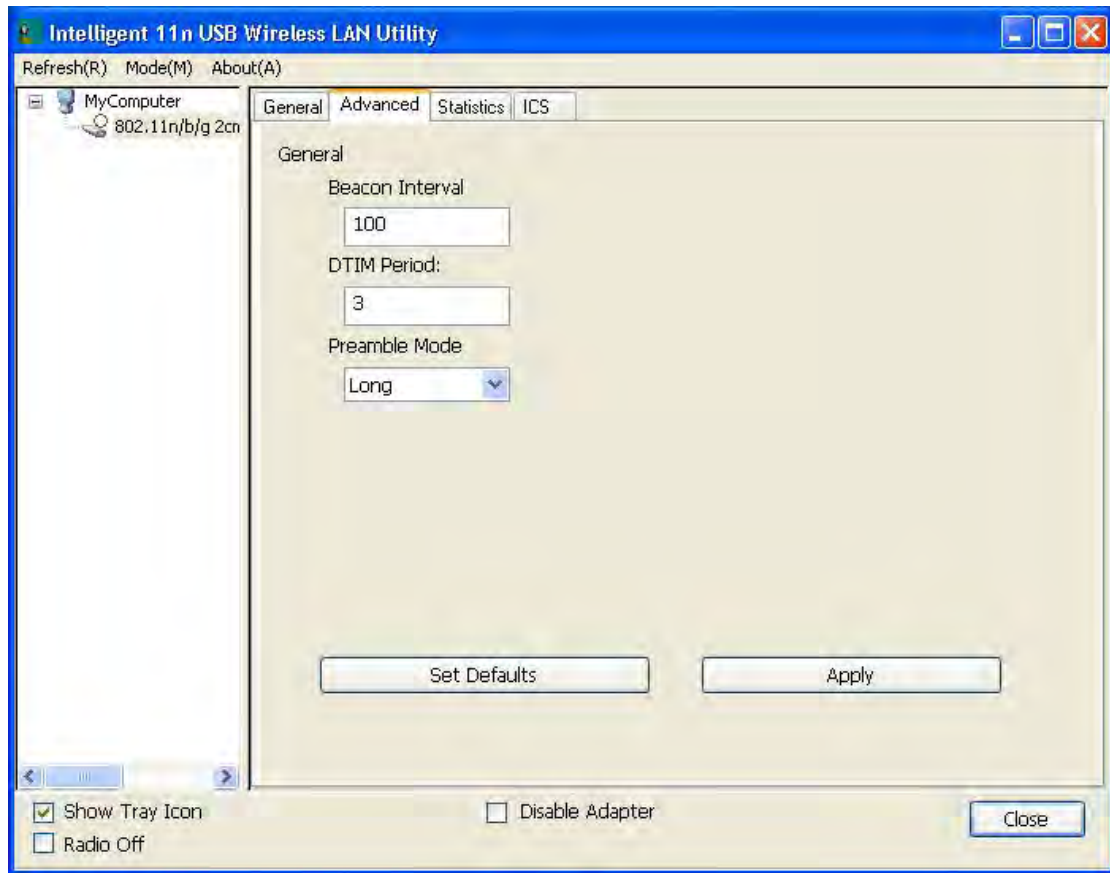 Intelligent 11n USB Wireless LAN Utility
Refresh(R) Mode(M) About(A)
MyComputer
802.11n/b/g 2cn
General Advanced Statistics ICS
General
Beacon Interval
100
DTIM Period:
3
Preamble Mode
Long
Set Defaults Apply
Show Tray Icon Disable Adapter Close
Radio Off